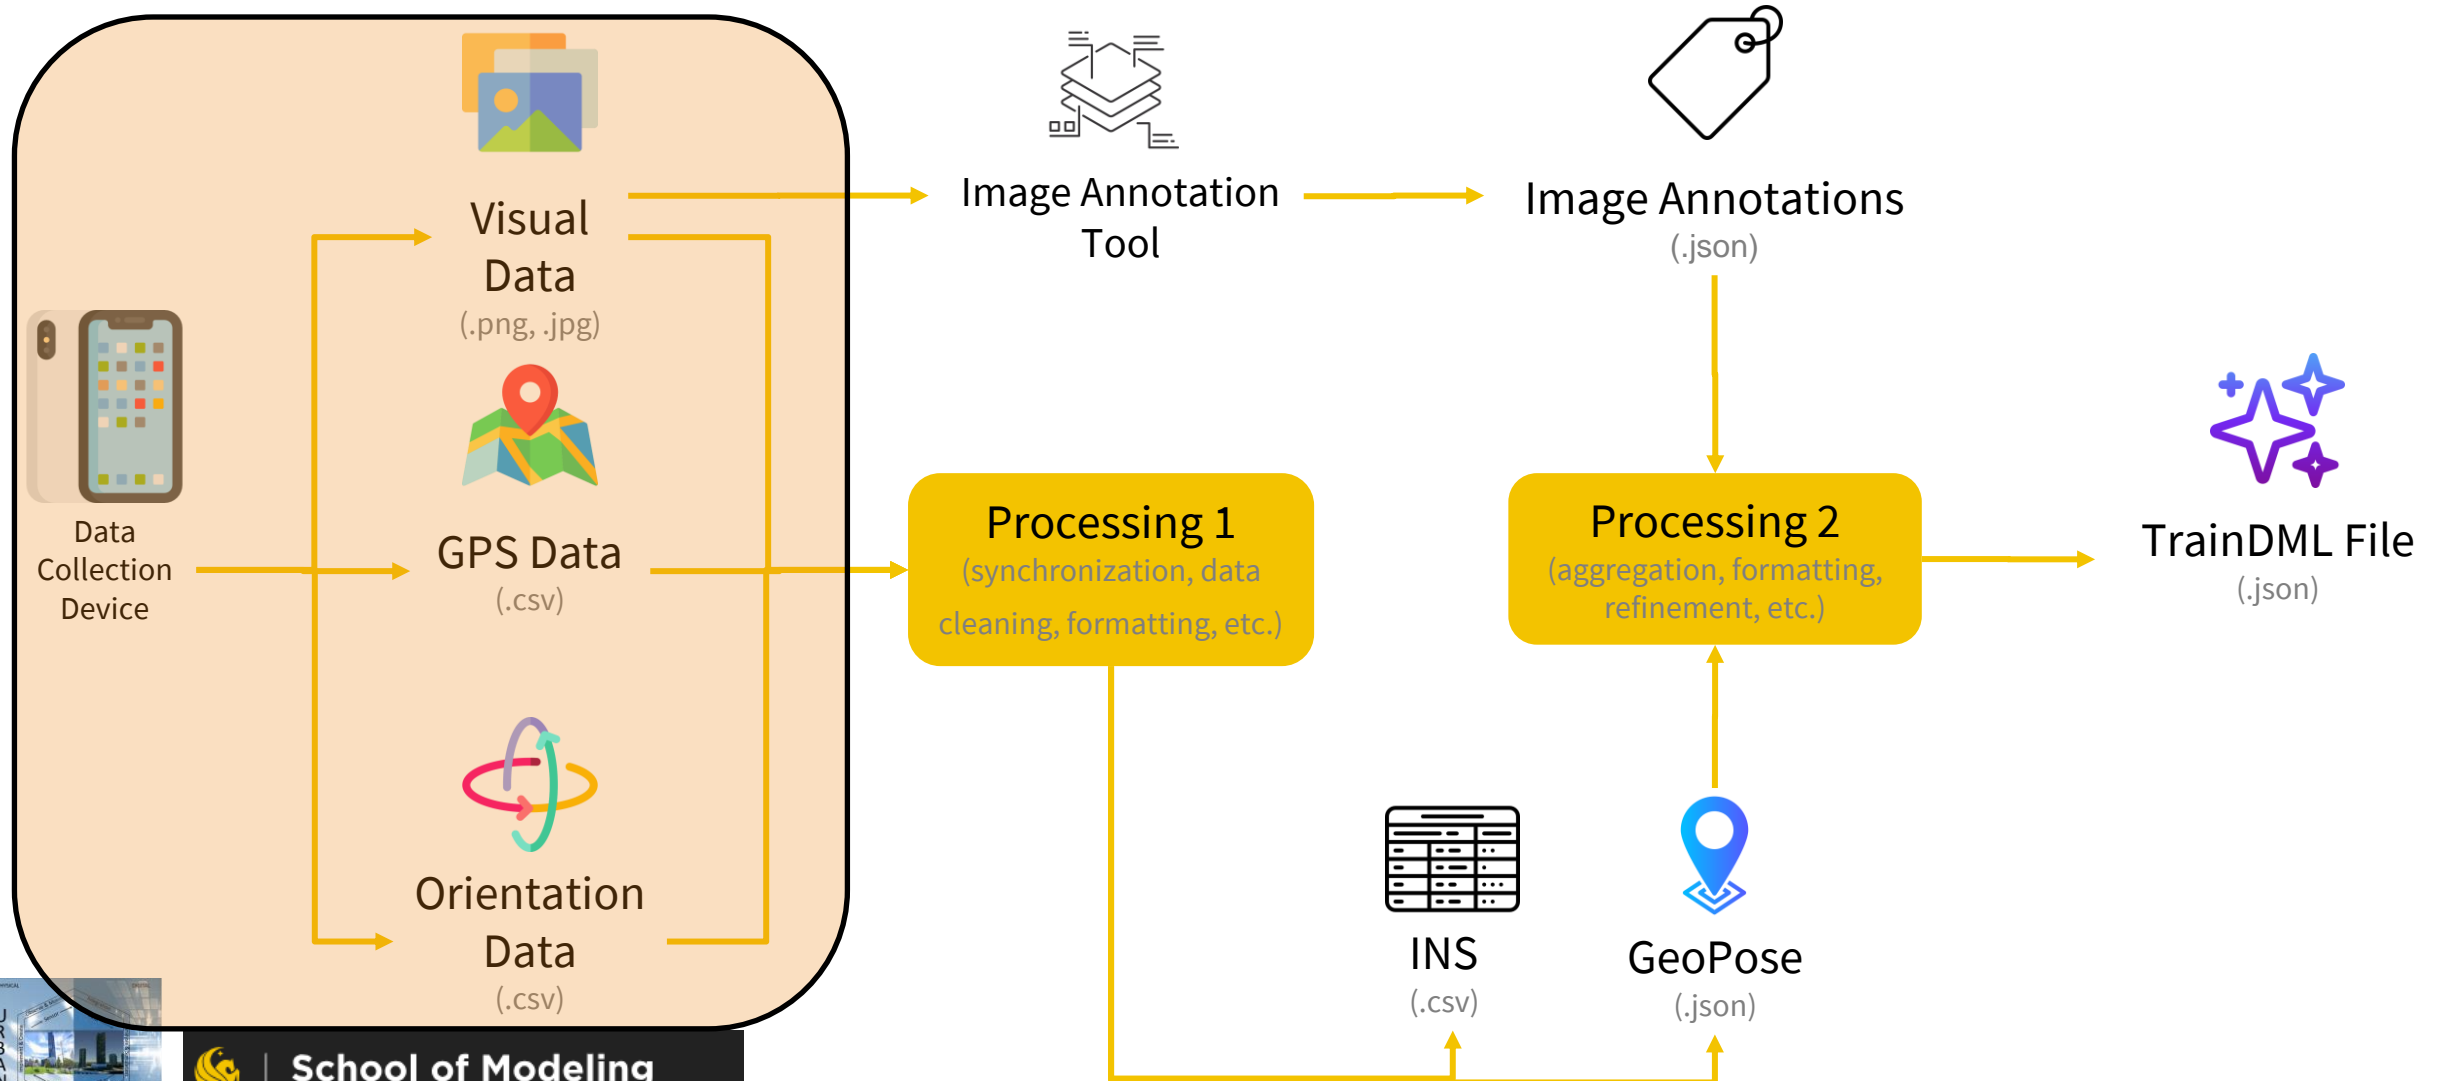 Visual
Data
(.png, .jpg)
Data
Collection
Device
GPS Data
(.csv)
Orientation
Data
(.csv)
Image Annotation
Tool
Image Annotations
(.json)
Processing 1
(synchronization, data
cleaning, formatting, etc.)
Processing 2
(aggregation, formatting,
refinement, etc.)
TrainDML File
(.json)
INS
(.csv)
GeoPose
(.json)
School of Modeling